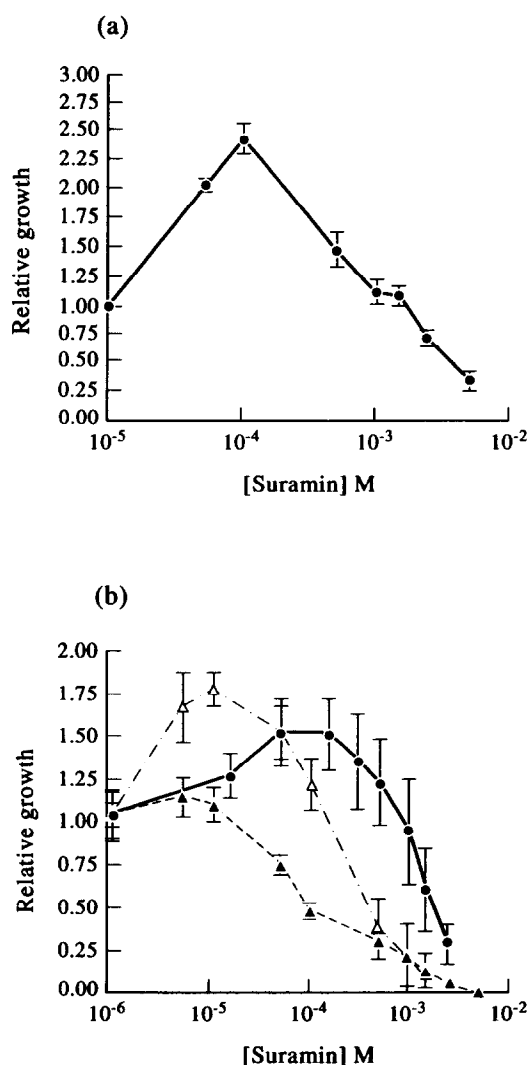 (a)
Relative growth
3.00
2.75
2.50
2.25
2.00
1.75
1.50
1.25
1.00
0.75
0.50
0.25
0.00
10⁻⁵ 10⁻⁴ 10⁻³ 10⁻²
[Suramin] M
(b)
Relative growth
2.00
1.75
1.50
1.25
1.00
0.75
0.50
0.25
0.00
10⁻⁶ 10⁻⁵ 10⁻⁴ 10⁻³ 10⁻²
[Suramin] M